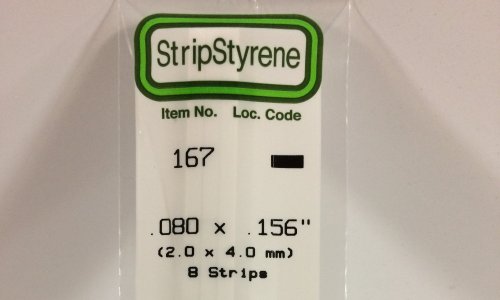 StripStyrene
Item No. Loc. Code
167
.080 x .156"
(2.0 x 4.0 mm)
8 Strips